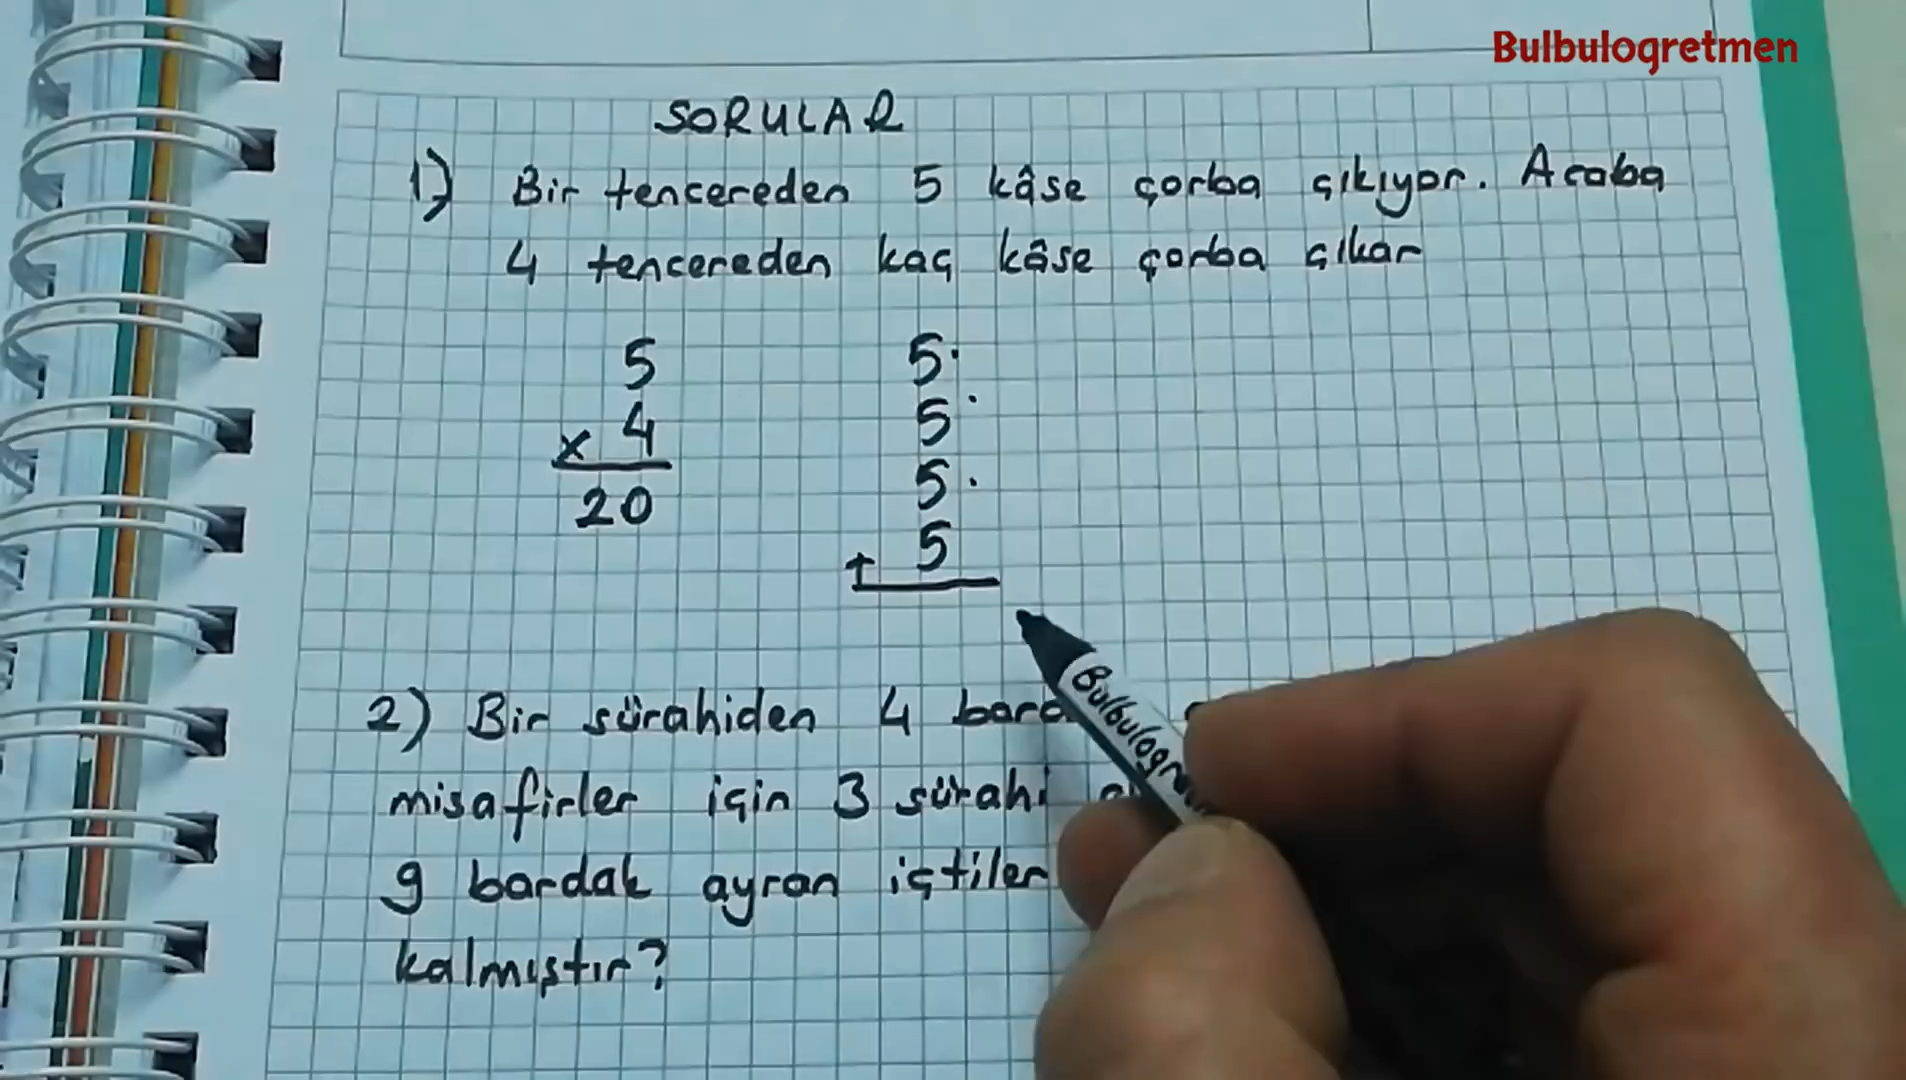 Bulbulogretmen
SORULAR
1) Bir tencereden 5 kâse çorba çıkıyor. Acaba
4 tencereden kaç kâse çorba çıkar
5
x 4
20
5
5
5
+ 5
2) Bir sürahiden 4
misafirler için 3 sürahi
9 bardak ayran içtiler
kalmıştır?